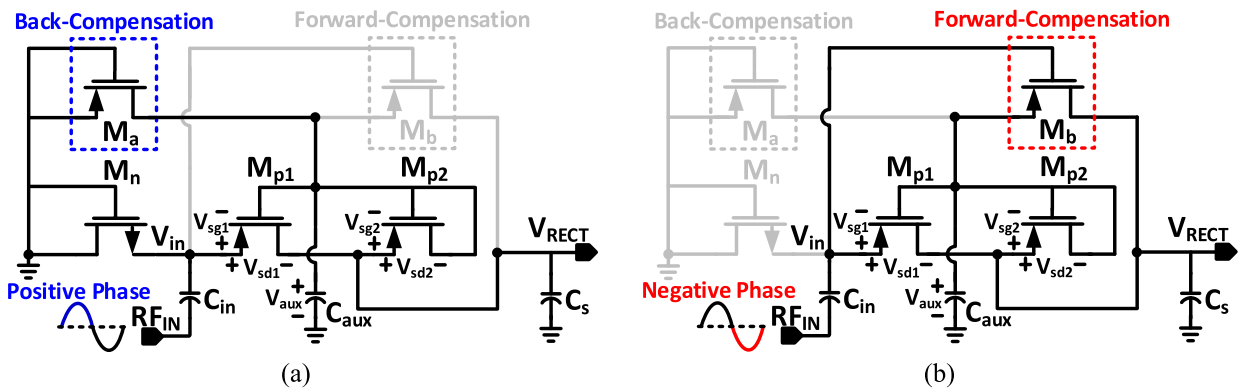 Back-Compensation
Forward-Compensation
Ma
Mb
Mn
Mp1
Mp2
Vsg1
Vsg2
Vin
Vsd1
Vsd2
VRECT
Positive Phase
RFIN
Cin
Vaux
Caux
Cs
(a)
Back-Compensation
Forward-Compensation
Ma
Mb
Mn
Mp1
Mp2
Vsg1
Vsg2
Vin
Vsd1
Vsd2
VRECT
Negative Phase
RFIN
Cin
Vaux
Caux
Cs
(b)